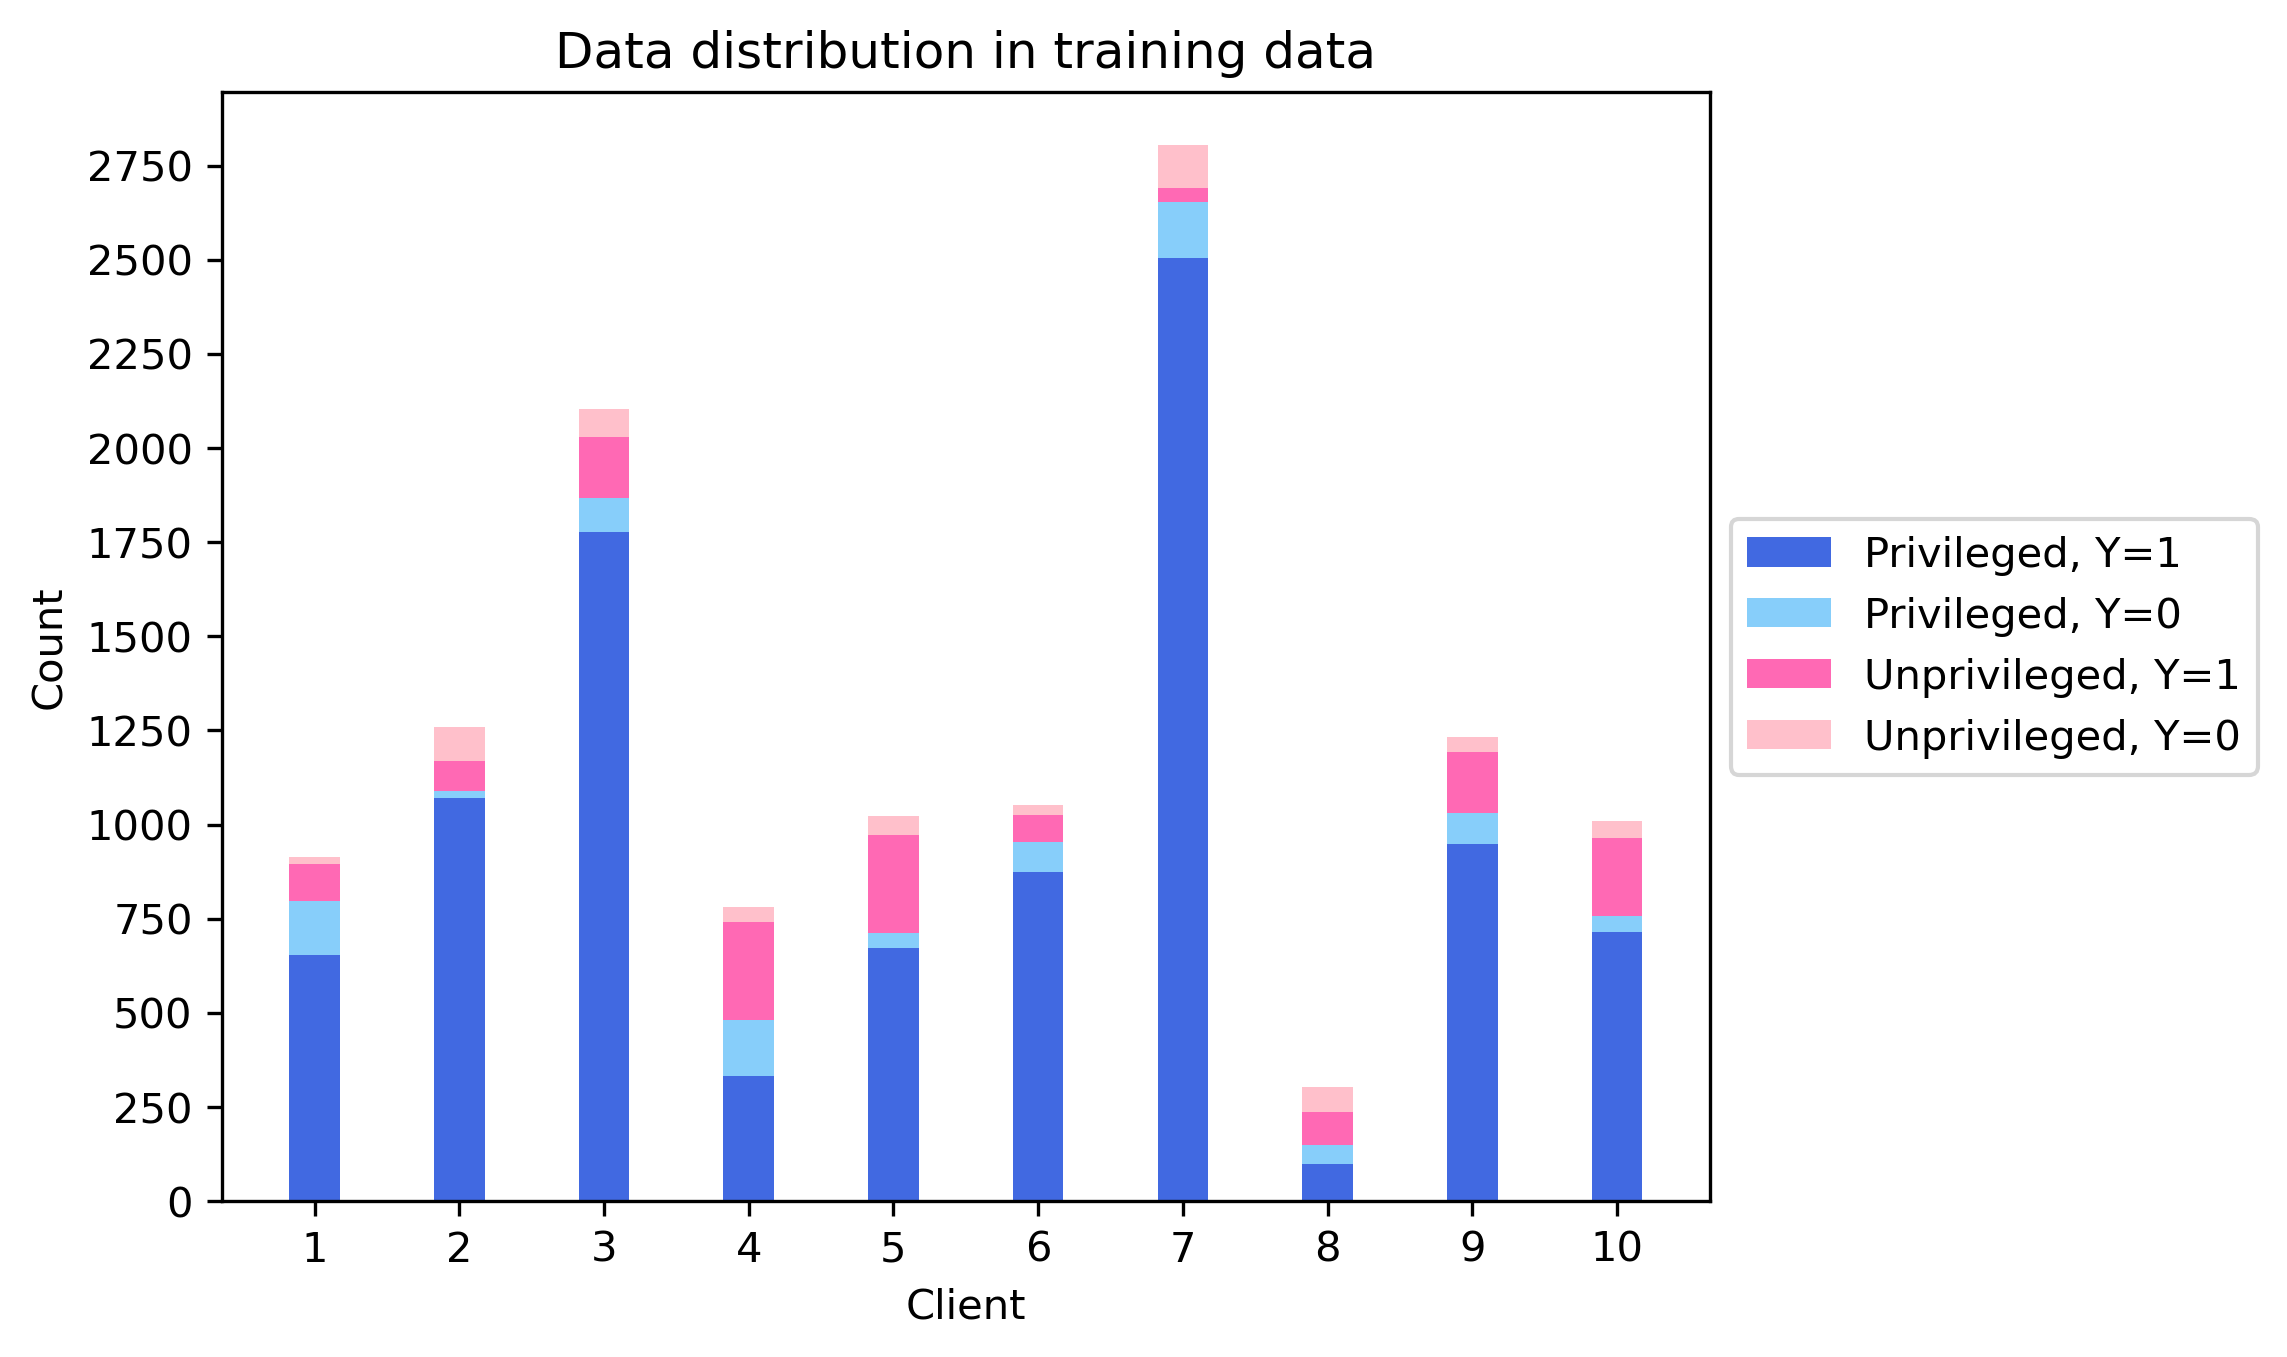 Data distribution in training data
2750
2500
2250
2000
1750
1500
1250
1000
750
500
250
0
Count
1 2 3 4 5 6 7 8 9 10
Client
Privileged, Y=1
Privileged, Y=0
Unprivileged, Y=1
Unprivileged, Y=0